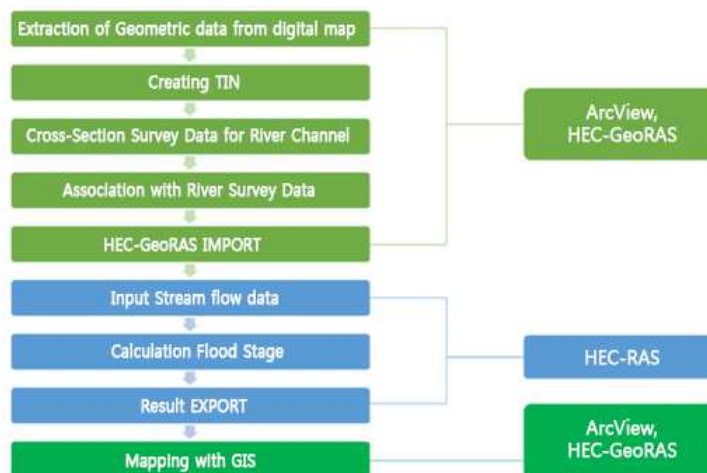 Extraction of Geometric data from digital map
Creating TIN
Cross-Section Survey Data for River Channel
Association with River Survey Data
HEC-GeoRAS IMPORT
Input Stream flow data
Calculation Flood Stage
Result EXPORT
Mapping with GIS
ArcView,
HEC-GeoRAS
HEC-RAS
ArcView,
HEC-GeoRAS